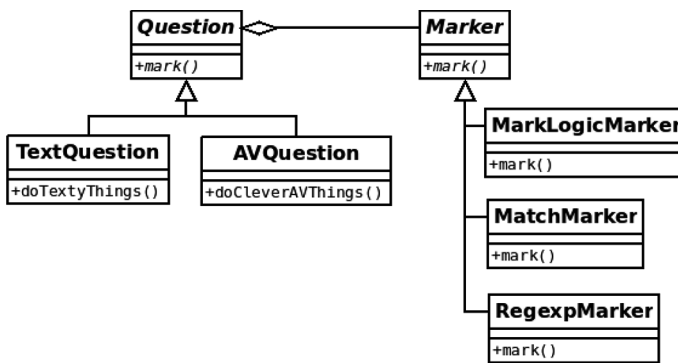 Question
+mark()
Marker
+mark()
TextQuestion
+doTextyThings()
AVQuestion
+doCleverAVThings()
MarkLogicMarker
+mark()
MatchMarker
+mark()
RegexpMarker
+mark()